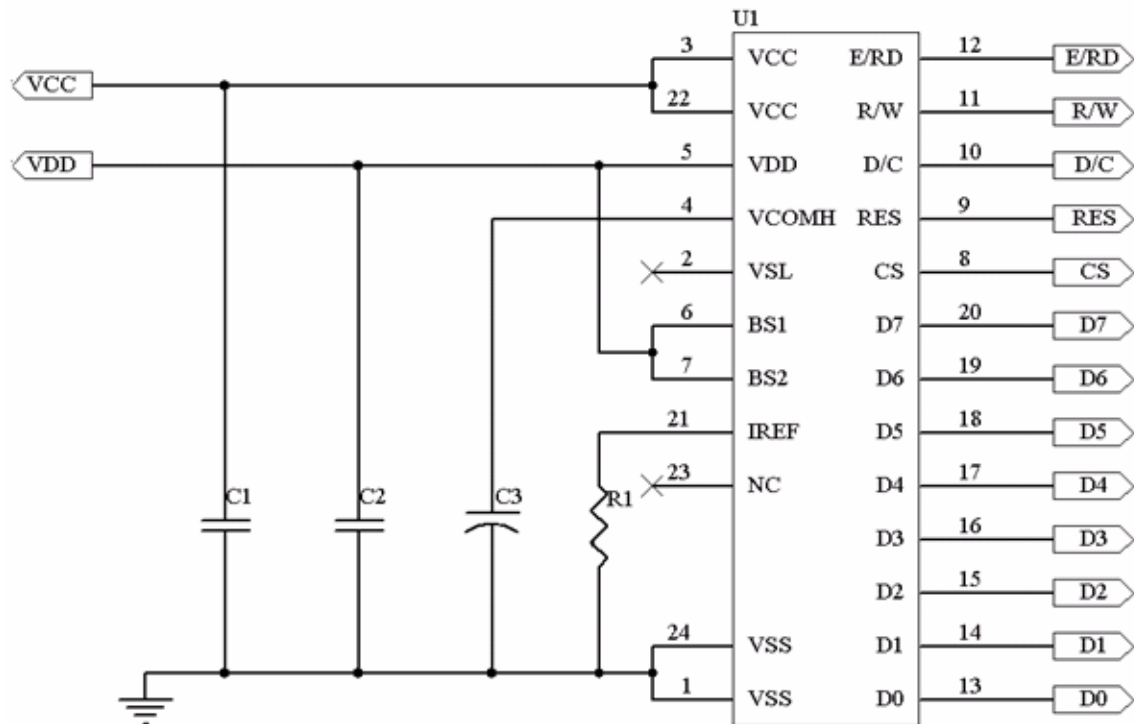 U1
3 VCC E/RD 12 E/RD
VCC
22 VCC R/W 11 R/W
VDD 5 VDD D/C 10 D/C
4 VCOMH RES 9 RES
2 VSL CS 8 CS
6 BS1 D7 20 D7
7 BS2 D6 19 D6
21 IREF D5 18 D5
23 NC D4 17 D4
C1 C2 C3 R1
D3 16 D3
D2 15 D2
24 VSS D1 14 D1
1 VSS D0 13 D0